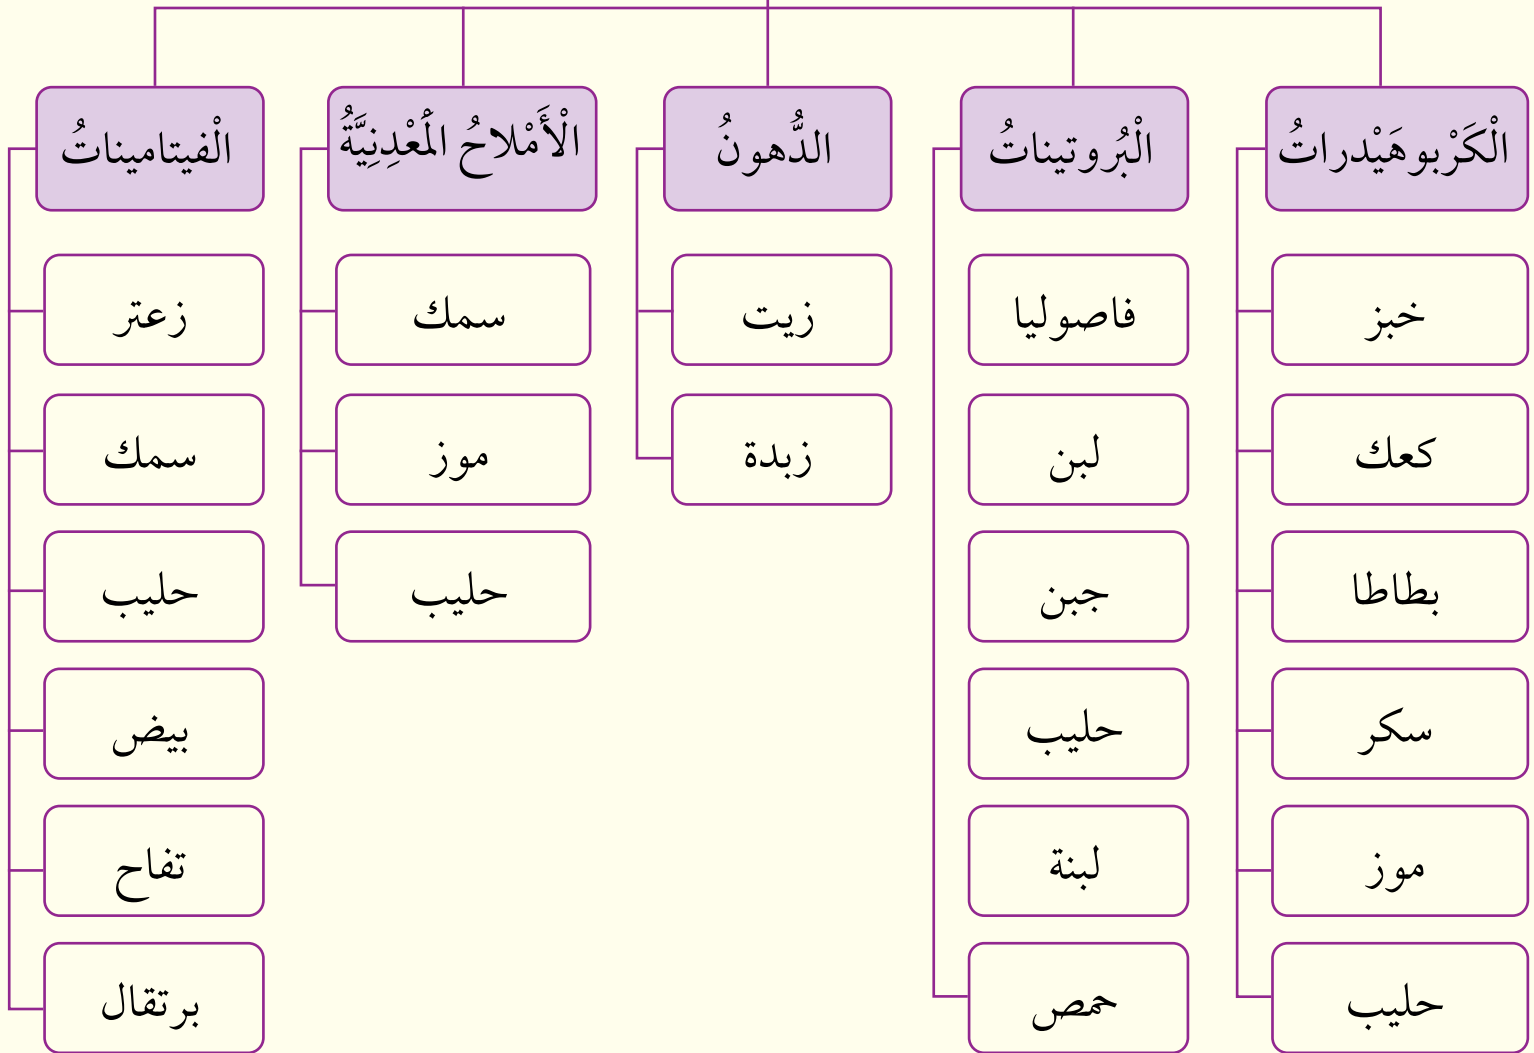 الْكَرْبوهَيْدراتُ
خبز
كعك
بطاطا
سكر
موز
حليب
الْبُروتيناتُ
فاصوليا
لبن
جبن
حليب
لبنة
حمص
الدُّهونُ
زيت
زبدة
الْأَمْلاحُ الْمَعْدِنِيَّةُ
سمك
موز
حليب
الْفيتاميناتُ
زعتر
سمك
حليب
بيض
تفاح
برتقال